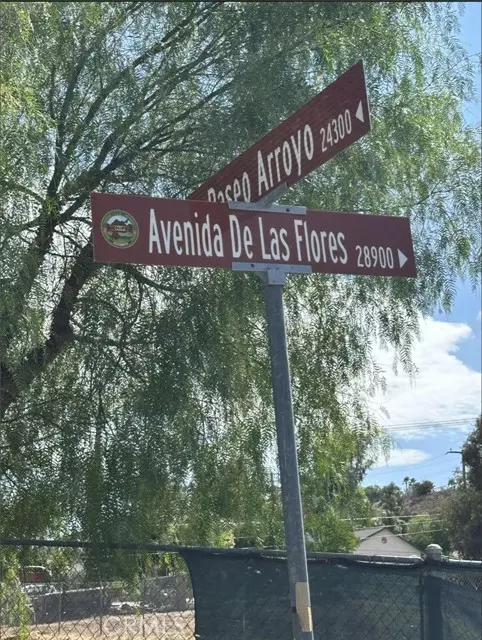 Paseo Arroyo 24300
Avenida De Las Flores 28900